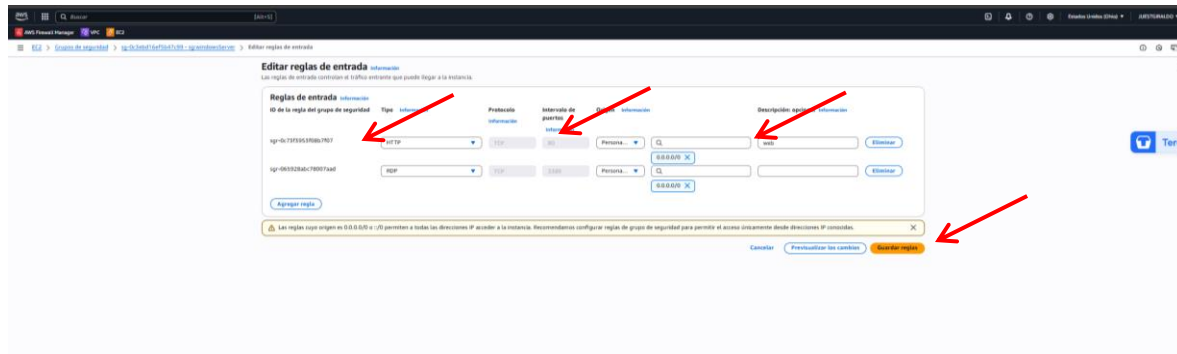 aws
Buscar
[Alt+S]
Estados Unidos (Ohio)
AWS Firewall Manager VPC EC2
EC2 > Grupos de seguridad > > Editar reglas de entrada
Editar reglas de entrada Información
Las reglas de entrada controlan el tráfico entrante que puede llegar a la instancia.
Reglas de entrada Información
ID de la regla del grupo de seguridad Tipo Información Protocolo Información Intervalo de puertos Información Información Descripción: opcional Información
HTTP TCP 80 Persona... web Eliminar
0.0.0.0/0 X
RDP TCP 3389 Persona... Eliminar
0.0.0.0/0 X
Agregar regla
Las reglas cuyo origen es 0.0.0.0/0 o ::/0 permiten a todas las direcciones IP acceder a la instancia. Recomendamos configurar reglas de grupo de seguridad para permitir el acceso únicamente desde direcciones IP conocidas.
Cancelar Previsualizar los cambios Guardar reglas
Ter